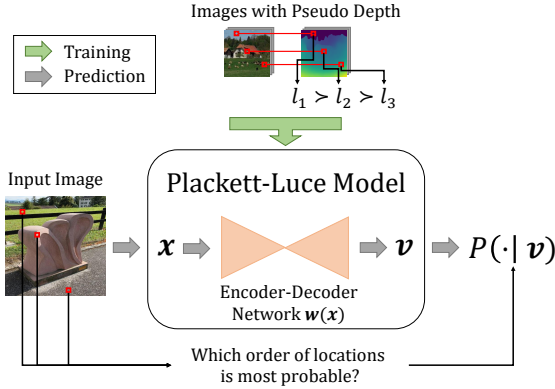 Images with Pseudo Depth
Training
Prediction
l₁ ≻ l₂ ≻ l₃
Input Image
Plackett-Luce Model
x
v
P(·| v)
Encoder-Decoder
Network w(x)
Which order of locations
is most probable?